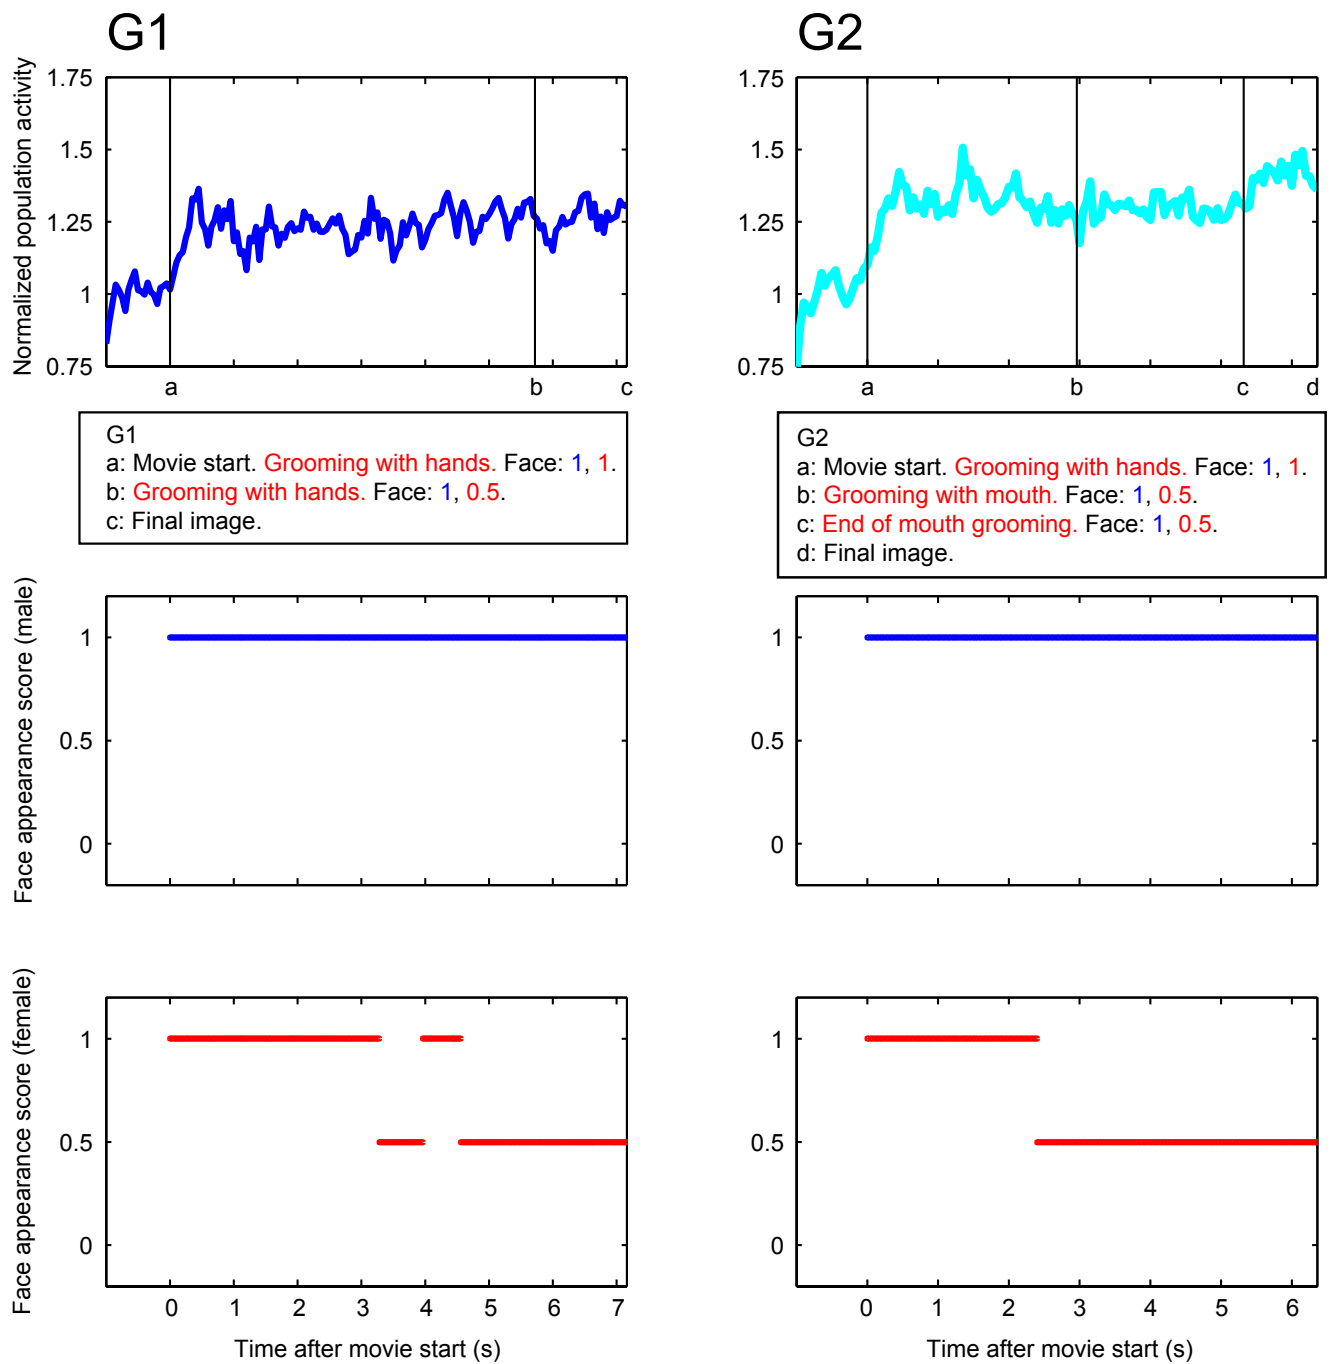 G1
G2
Normalized population activity
1.75
1.5
1.25
1
0.75
a
b
c
1.75
1.5
1.25
1
0.75
a
b
c
d
G1
a: Movie start. Grooming with hands. Face: 1, 1.
b: Grooming with hands. Face: 1, 0.5.
c: Final image.
G2
a: Movie start. Grooming with hands. Face: 1, 1.
b: Grooming with mouth. Face: 1, 0.5.
c: End of mouth grooming. Face: 1, 0.5.
d: Final image.
Face appearance score (male)
1
0.5
0
1
0.5
0
Face appearance score (female)
1
0.5
0
0 1 2 3 4 5 6 7
Time after movie start (s)
1
0.5
0
0 1 2 3 4 5 6
Time after movie start (s)